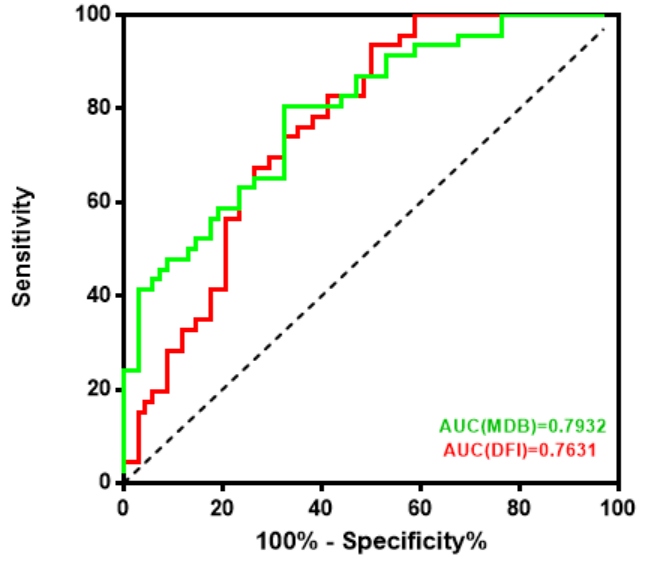 100
80
60
40
20
0
Sensitivity
AUC(MDB)=0.7932
AUC(DFI)=0.7631
0 20 40 60 80 100
100% - Specificity%